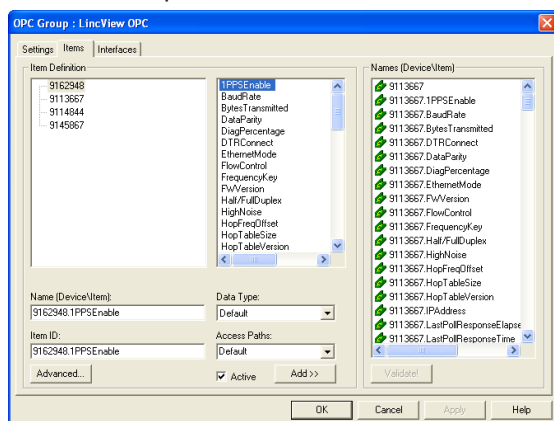 OPC Group : LincView OPC
Settings Items Interfaces
Item Definition
9162948
9113667
9114844
9145867
1PPSEnable
BaudRate
BytesTransmitted
DataParity
DiagPercentage
DTRConnect
EthernetMode
FlowControl
FrequencyKey
FWVersion
Half/FullDuplex
HighNoise
HopFreqOffset
HopTableSize
HopTableVersion
Name (Device\Item):
9162948.1PPSEnable
Data Type:
Default
Item ID:
9162948.1PPSEnable
Access Paths:
Default
Advanced...
Active
Add >>
Names (Device\Item)
9113667
9113667.1PPSEnable
9113667.BaudRate
9113667.BytesTransmitted
9113667.DTRConnect
9113667.DataParity
9113667.DiagPercentage
9113667.EthernetMode
9113667.FWVersion
9113667.FlowControl
9113667.FrequencyKey
9113667.Half/FullDuplex
9113667.HighNoise
9113667.HopFreqOffset
9113667.HopTableSize
9113667.HopTableVersion
9113667.IPAddress
9113667.LastPollResponseElapse
9113667.LastPollResponseTime
Validate!
OK Cancel Apply Help